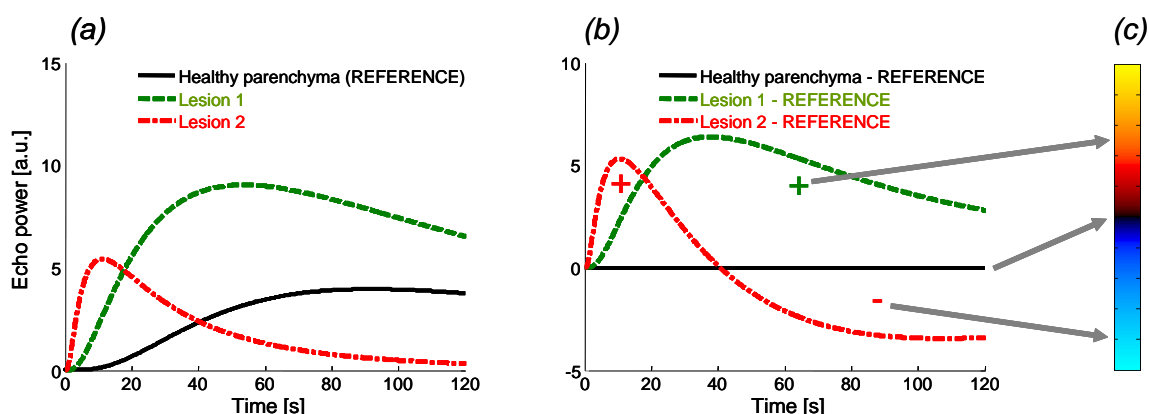 (a)
15
10
5
0
Echo power [a.u.]
Healthy parenchyma (REFERENCE)
Lesion 1
Lesion 2
0 20 40 60 80 100 120
Time [s]
(b)
10
5
0
-5
Healthy parenchyma - REFERENCE
Lesion 1 - REFERENCE
Lesion 2 - REFERENCE
+
+
-
0 20 40 60 80 100 120
Time [s]
(c)